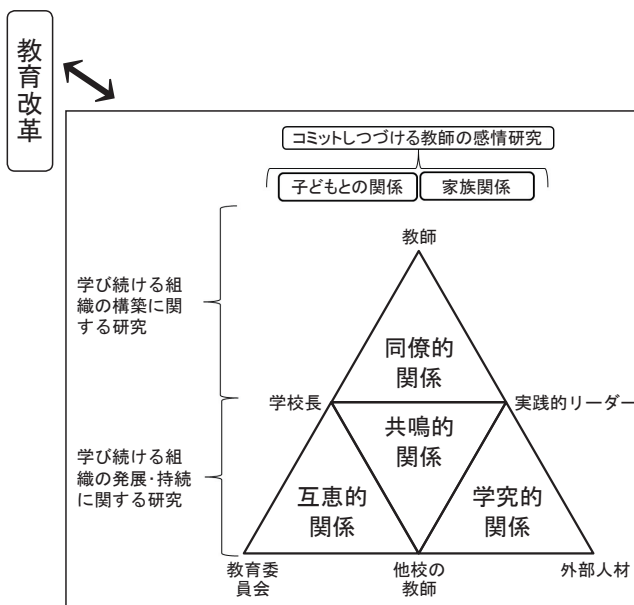 教育改革
コミットしつづける教師の感情研究
子どもとの関係
家族関係
教師
学び続ける組
織の構築に関
する研究
同僚的
関係
学校長
実践的リーダー
共鳴的
関係
学び続ける組
織の発展・持続
に関する研究
互恵的
関係
学究的
関係
教育委
員会
他校の
教師
外部人材